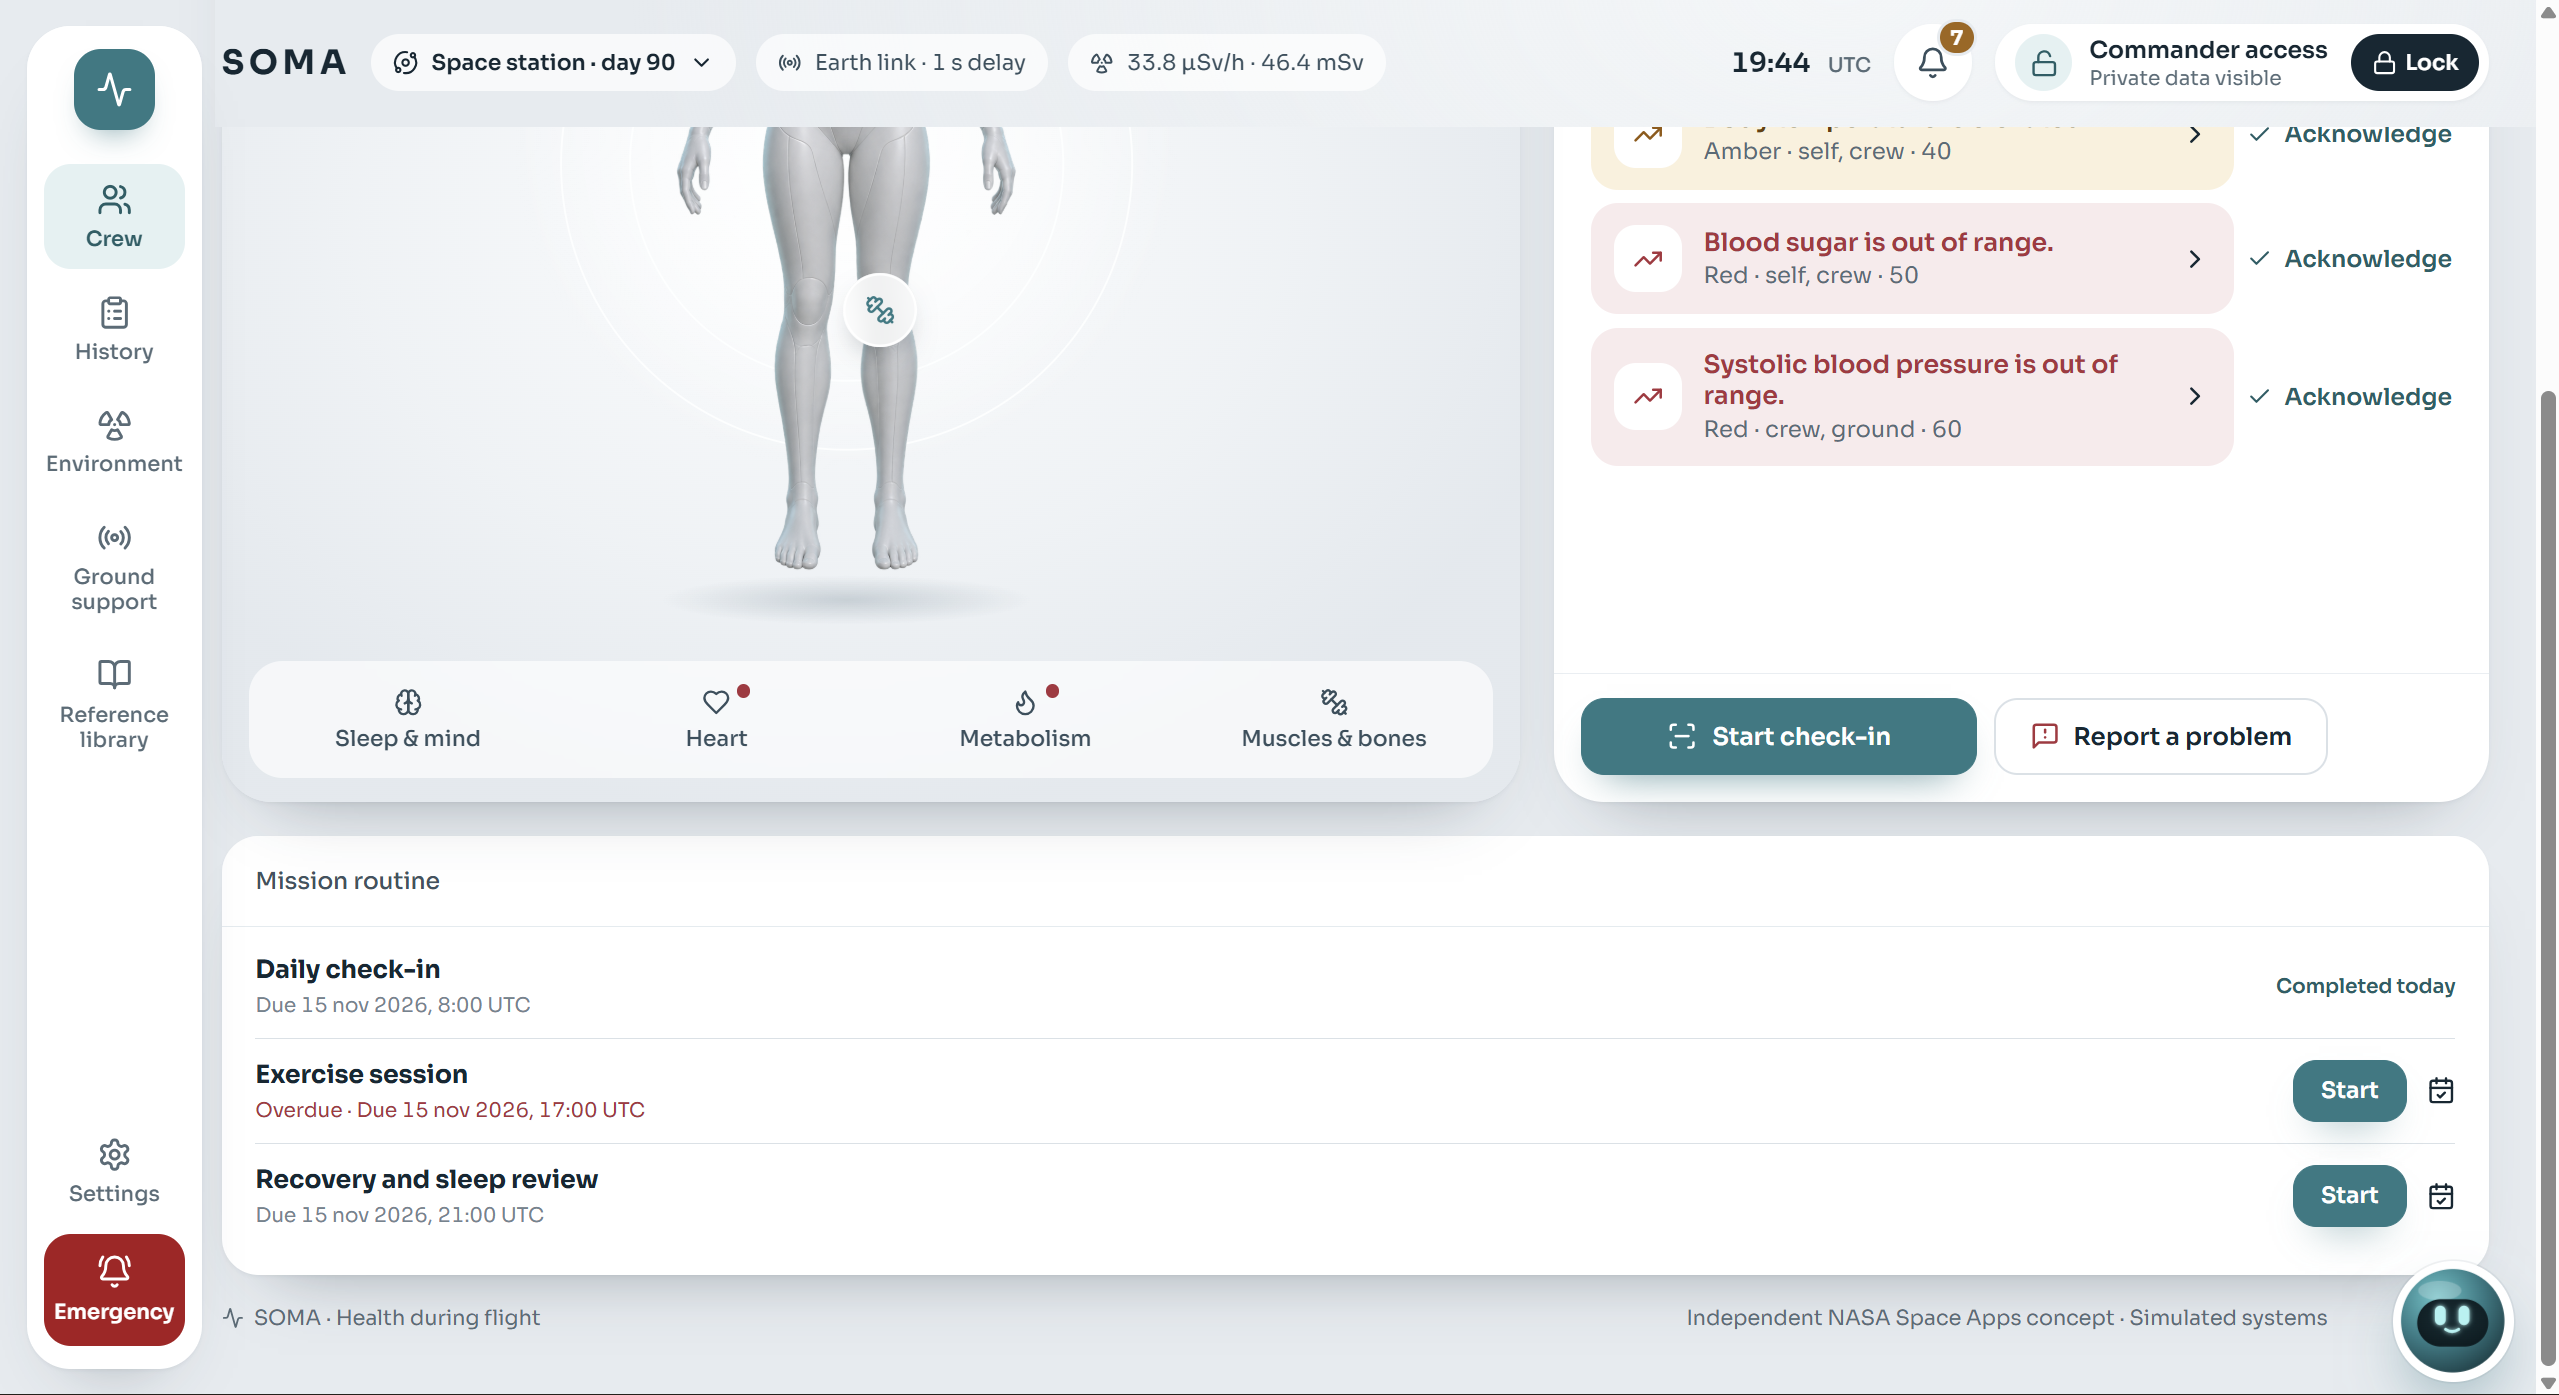 SOMA
Space station · day 90
Earth link · 1 s delay
33.8 µSv/h · 46.4 mSv
19:44 UTC
7
Commander access
Private data visible
Lock
Crew
History
Environment
Ground
support
Reference
library
Settings
Emergency
Amber · self, crew · 40
Acknowledge
Blood sugar is out of range.
Red · self, crew · 50
Acknowledge
Systolic blood pressure is out of
range.
Red · crew, ground · 60
Acknowledge
Sleep & mind
Heart
Metabolism
Muscles & bones
Start check-in
Report a problem
Mission routine
Daily check-in
Due 15 nov 2026, 8:00 UTC
Completed today
Exercise session
Overdue · Due 15 nov 2026, 17:00 UTC
Start
Recovery and sleep review
Due 15 nov 2026, 21:00 UTC
Start
SOMA · Health during flight
Independent NASA Space Apps concept · Simulated systems